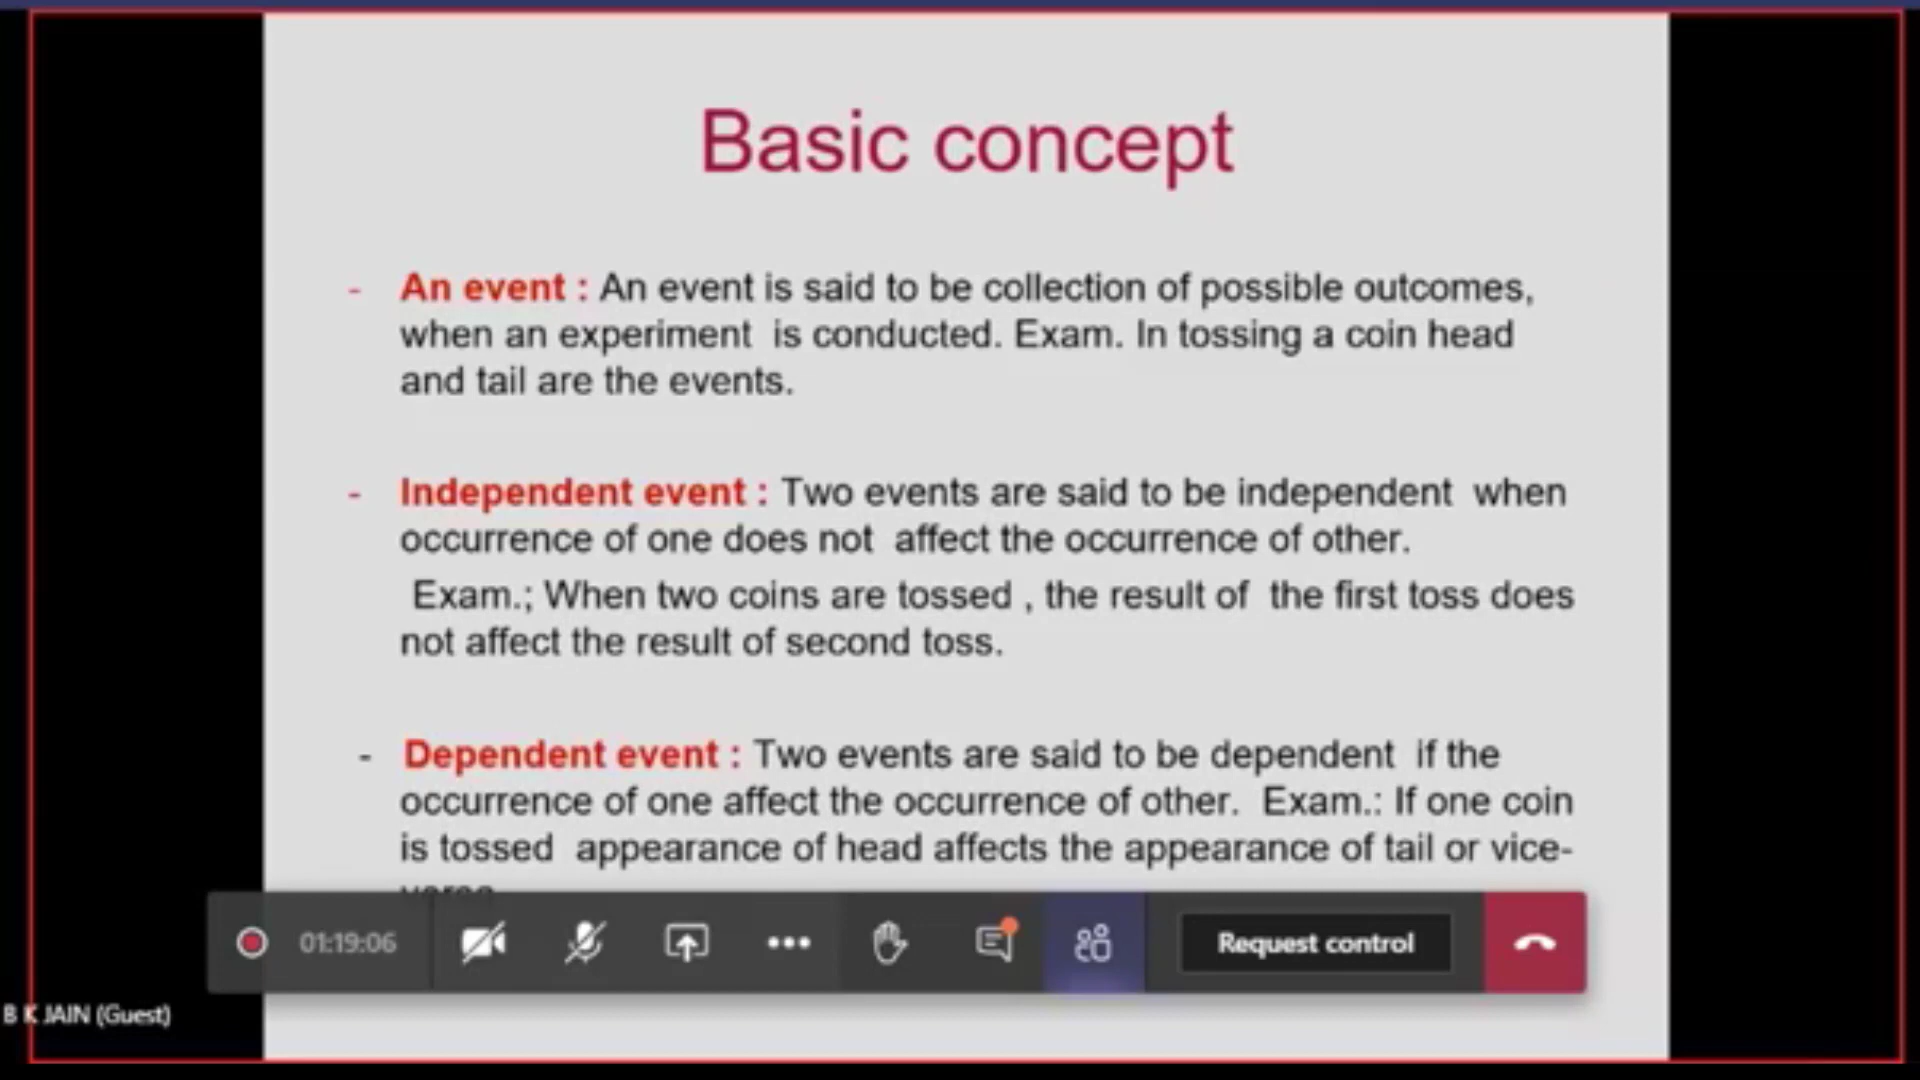 Basic concept
- An event : An event is said to be collection of possible outcomes,
when an experiment is conducted. Exam. In tossing a coin head
and tail are the events.
- Independent event : Two events are said to be independent when
occurrence of one does not affect the occurrence of other.
Exam.; When two coins are tossed , the result of the first toss does
not affect the result of second toss.
- Dependent event : Two events are said to be dependent if the
occurrence of one affect the occurrence of other. Exam.: If one coin
is tossed appearance of head affects the appearance of tail or vice-
01:19:06
Request control
B K JAIN (Guest)